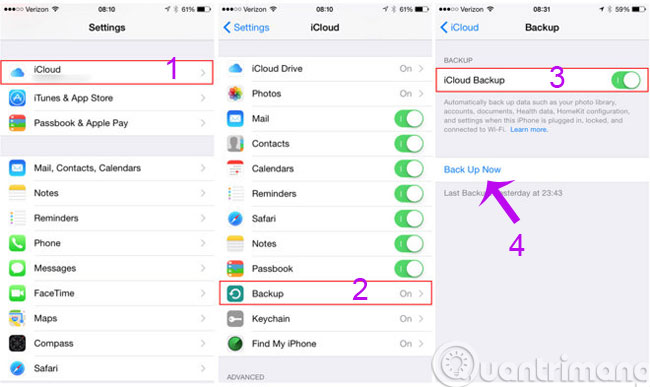 Verizon 08:10 61%
Settings
iCloud
1
iTunes & App Store
Passbook & Apple Pay
Mail, Contacts, Calendars
Notes
Reminders
Phone
Messages
FaceTime
Maps
Compass
Safari
Verizon 08:10 61%
Settings iCloud
iCloud Drive On
Photos On
Mail
Contacts
Calendars
Reminders
Safari
Notes
Passbook
Backup 2 On
Keychain On
Find My iPhone On
ADVANCED
Verizon 08:31 59%
iCloud Backup
BACKUP
iCloud Backup 3
Automatically back up data such as your photo library,
accounts, documents, Health data, HomeKit configuration,
and settings when this iPhone is plugged in, locked, and
connected to Wi-Fi. Learn more.
Back Up Now
Last Backup: Yesterday at 23:43
4
Quantrimang